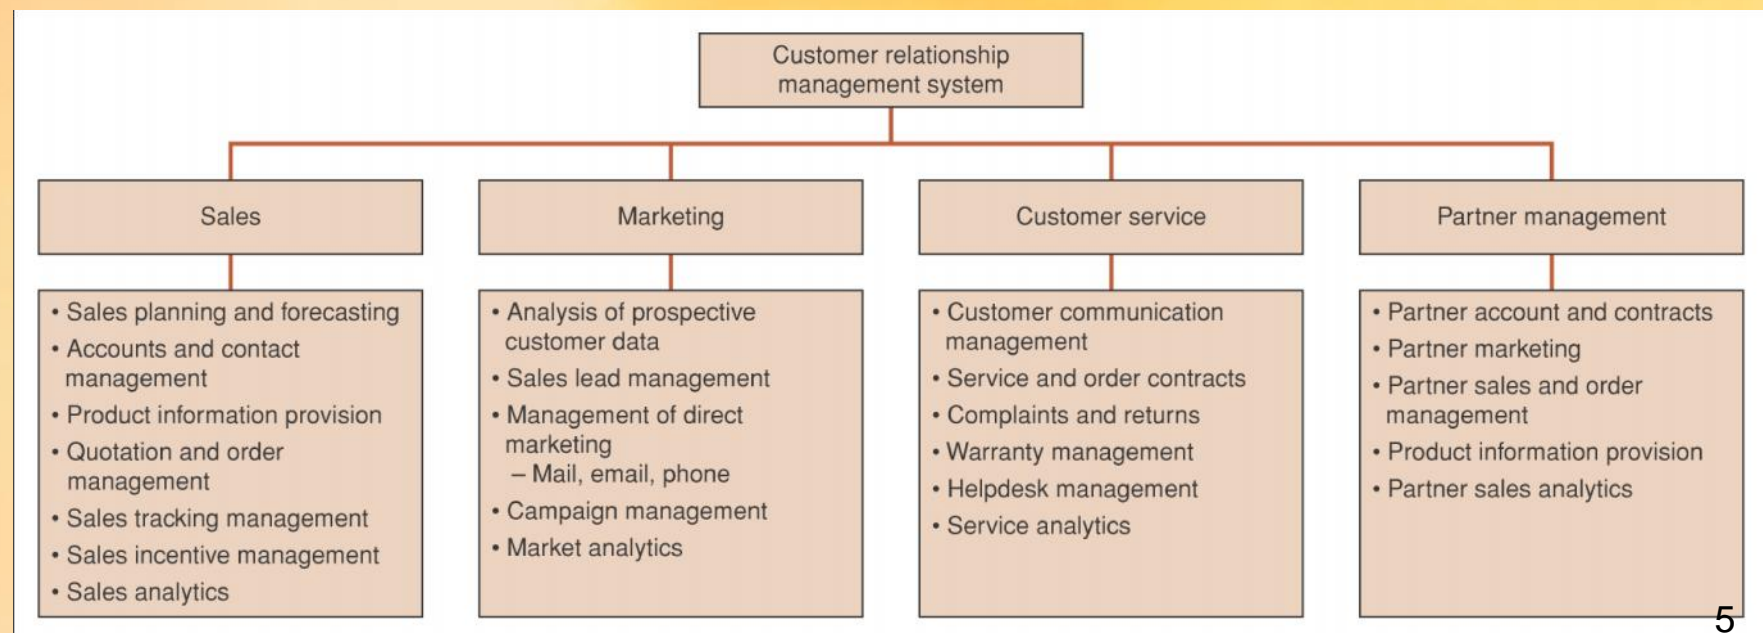 Customer relationship
management system
Sales
Marketing
Customer service
Partner management
• Sales planning and forecasting
• Accounts and contact
management
• Product information provision
• Quotation and order
management
• Sales tracking management
• Sales incentive management
• Sales analytics
• Analysis of prospective
customer data
• Sales lead management
• Management of direct
marketing
– Mail, email, phone
• Campaign management
• Market analytics
• Customer communication
management
• Service and order contracts
• Complaints and returns
• Warranty management
• Helpdesk management
• Service analytics
• Partner account and contracts
• Partner marketing
• Partner sales and order
management
• Product information provision
• Partner sales analytics
5